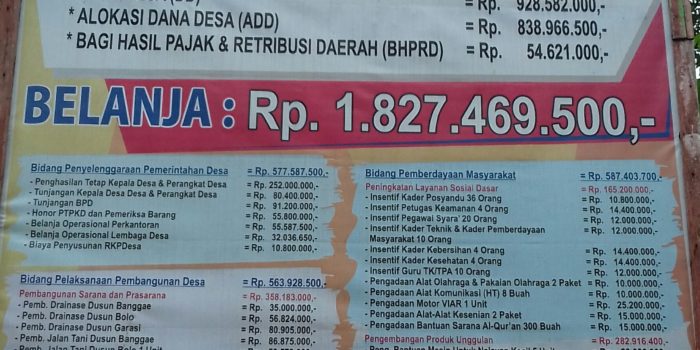 = Rp. 928.582.000,-
* ALOKASI DANA DESA (ADD) = Rp. 838.966.500,-
* BAGI HASIL PAJAK & RETRIBUSI DAERAH (BHPRD) = Rp. 54.621.000,-
BELANJA : Rp. 1.827.469.500,-
Bidang Penyelenggaraan Pemerintahan Desa = Rp. 577.587.500,-
- Penghasilan Tetap Kepala Desa & Perangkat Desa = Rp. 252.000.000,-
- Tunjangan Kepala Desa Desa & Perangkat Desa = Rp. 80.400.000,-
- Tunjangan BPD = Rp. 91.200.000,-
- Honor PTPKD dan Pemeriksa Barang = Rp. 55.800.000,-
- Belanja Operasional Perkantoran = Rp. 55.587.500,-
- Belanja Operasional Lembaga Desa = Rp. 32.036.650,-
- Biaya Penyusunan RKPDesa = Rp. 10.800.000,-
Bidang Pelaksanaan Pembangunan Desa = Rp. 563.928.500,-
Pembangunan Sarana dan Prasarana = Rp. 358.183.000,-
- Pemb. Drainase Dusun Banggae = Rp. 35.000.000,-
- Pemb. Drainase Dusun Bolo = Rp. 56.824.000,-
- Pemb. Drainase Dusun Garasi = Rp. 80.905.000,-
- Pemb. Jalan Tani Dusun Banggae = Rp. 86.875.000,-
- Pemb. Jalan Tani Dusun Bolo 1 Unit
Bidang Pemberdayaan Masyarakat = Rp. 587.403.700,-
Peningkatan Layanan Sosial Dasar = Rp. 165.200.000,-
- Insentif Kader Posyandu 36 Orang = Rp. 10.800.000,-
- Insentif Petugas Keamanan 4 Orang = Rp. 14.400.000,-
- Insentif Pegawai Syara' 20 Orang = Rp. 12.000.000,-
- Insentif Kader Teknik & Kader Pemberdayaan = Rp. 12.000.000,-
Masyarakat 10 Orang
- Insentif Kader Kebersihan 4 Orang = Rp. 14.400.000,-
- Insentif Kader Kesehatan 4 Orang = Rp. 14.400.000,-
- Insentif Guru TK/TPA 10 Orang = Rp. 12.000.000,-
- Pengadaan Alat Olahraga & Pakaian Olahraga 2 Paket = Rp. 10.000.000,-
- Pengadaan Alat Komunikasi (HT) 8 Buah = Rp. 10.000.000,-
- Pengadaan Motor VIAR 1 Unit = Rp. 25.200.000,-
- Pengadaan Alat-Alat Kesenian 2 Paket = Rp. 15.000.000,-
- Pengadaan Bantuan Sarana Al-Qur'an 300 Buah = Rp. 15.000.000,-
Pengembangan Produk Unggulan = Rp. 282.916.400,-